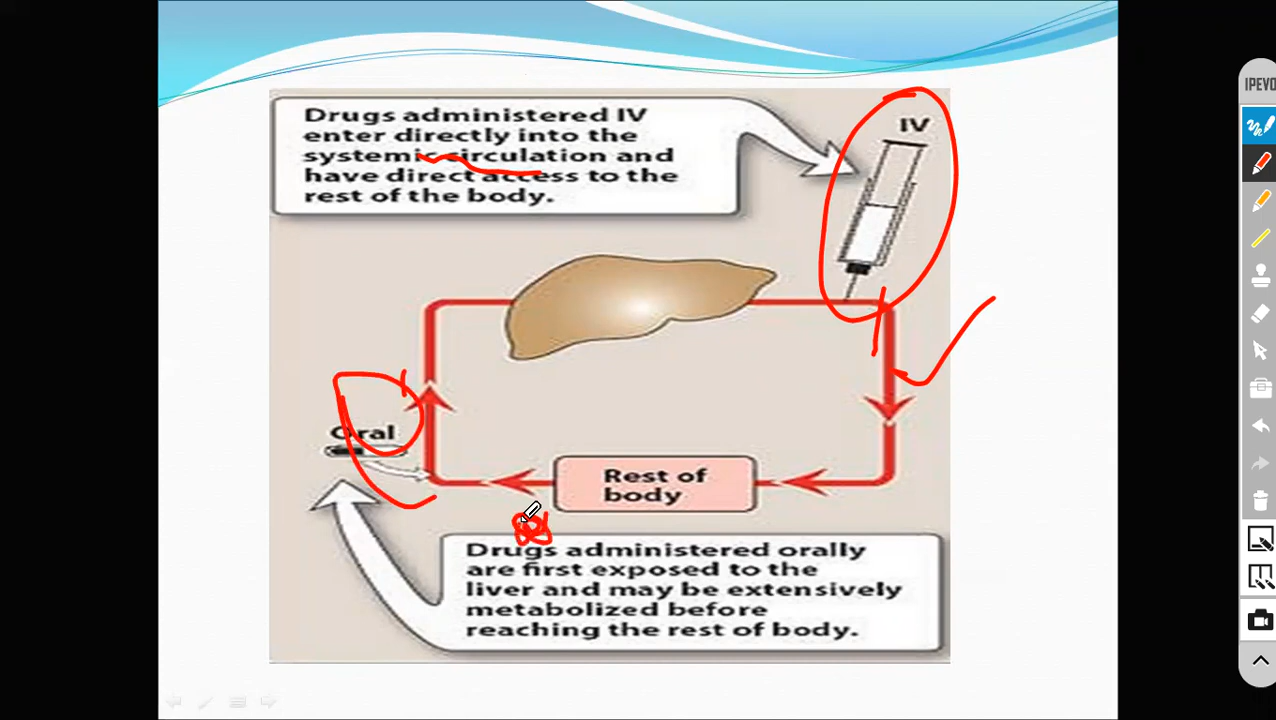 Drugs administered IV
enter directly into the
systemic circulation and
have direct access to the
rest of the body.
IV
Oral
Rest of
body
Drugs administered orally
are first exposed to the
liver and may be extensively
metabolized before
reaching the rest of body.
IPEVO